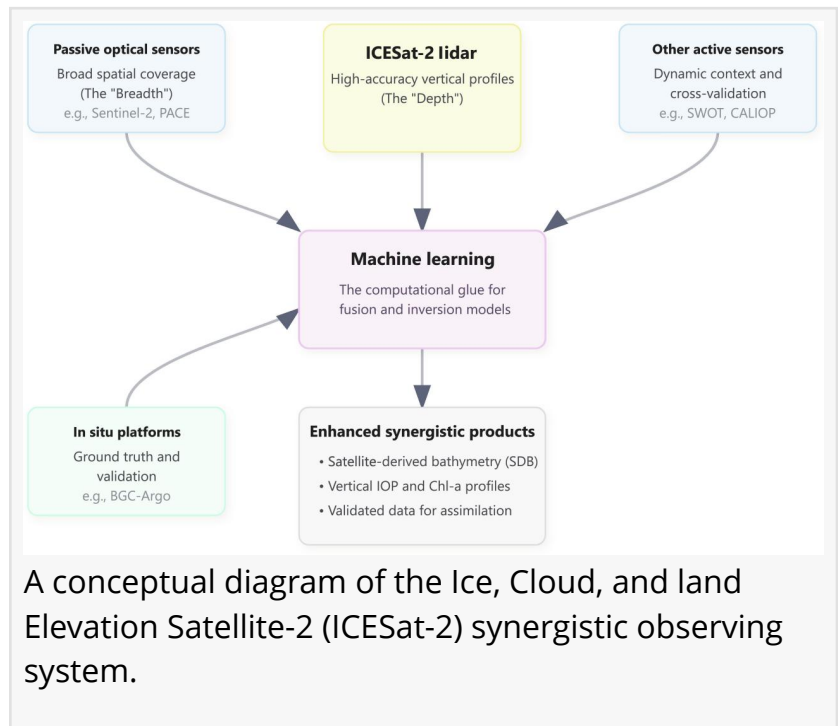 Passive optical sensors
Broad spatial coverage
(The "Breadth")
e.g., Sentinel-2, PACE
ICESat-2 lidar
High-accuracy vertical profiles
(The "Depth")
Other active sensors
Dynamic context and
cross-validation
e.g., SWOT, CALIOP
Machine learning
The computational glue for
fusion and inversion models
In situ platforms
Ground truth and
validation
e.g., BGC-Argo
Enhanced synergistic products
• Satellite-derived bathymetry (SDB)
• Vertical IOP and Chl-a profiles
• Validated data for assimilation
A conceptual diagram of the Ice, Cloud, and land
Elevation Satellite-2 (ICESat-2) synergistic observing
system.